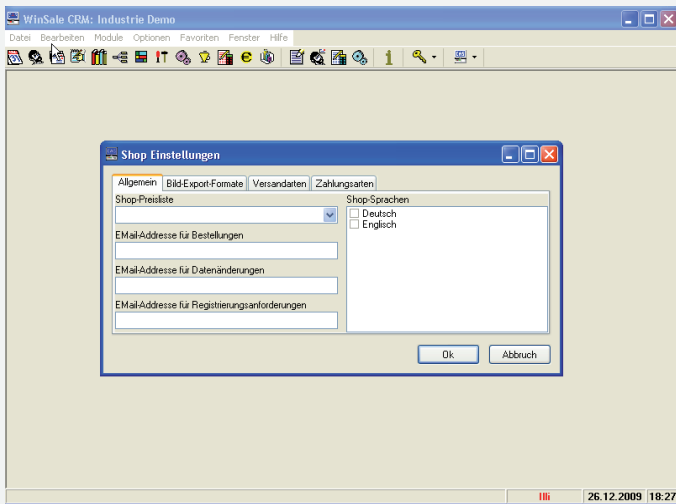 WinSale CRM: Industrie Demo
Datei Bearbeiten Module Optionen Favoriten Fenster Hilfe
Shop Einstellungen
Allgemein Bild-Export-Formate Versandarten Zahlungsarten
Shop-Preisliste
Shop-Sprachen
Deutsch
Englisch
EMail-Addresse für Bestellungen
EMail-Addresse für Datenänderungen
EMail-Addresse für Registrierungsanforderungen
Ok Abbruch
26.12.2009 18:27